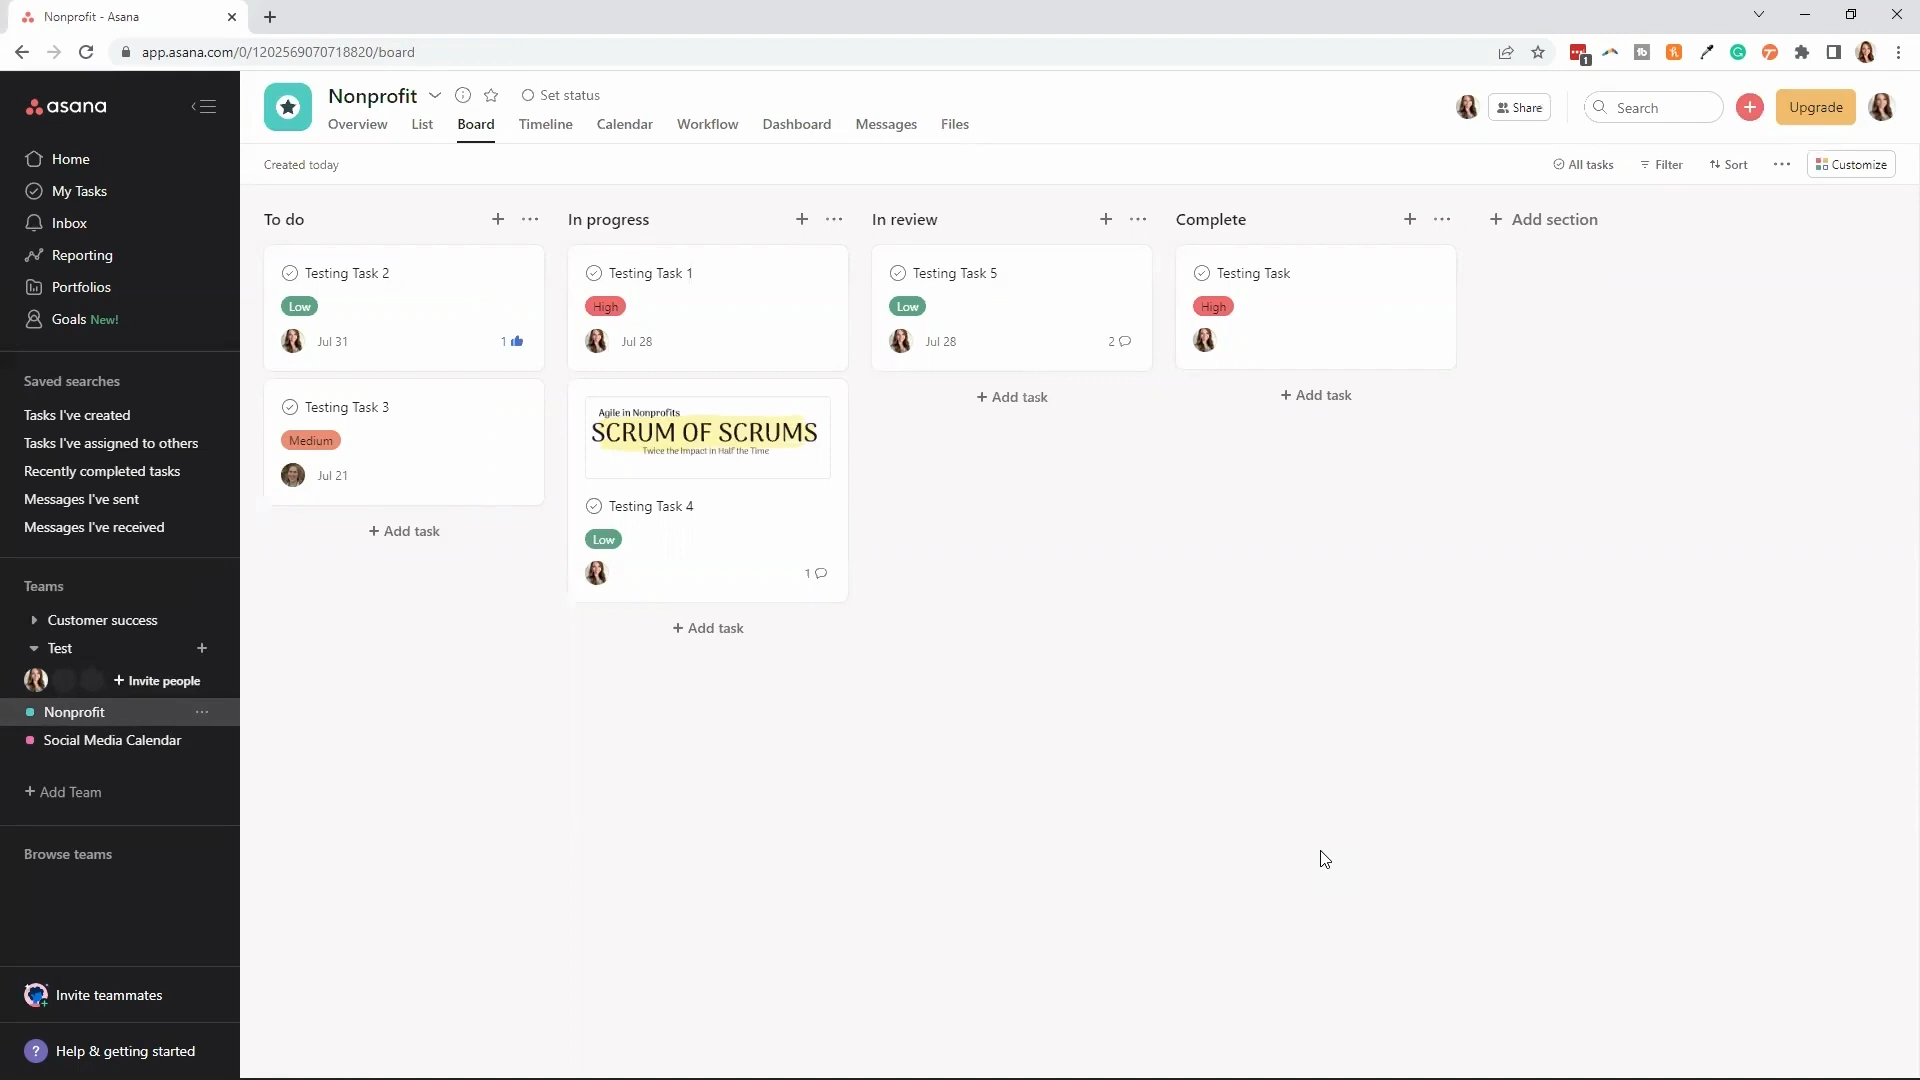 Nonprofit - Asana
app.asana.com/0/1202569070718820/board
1
asana
Home
My Tasks
Inbox
Reporting
Portfolios
Goals New!
Saved searches
Tasks I've created
Tasks I've assigned to others
Recently completed tasks
Messages I've sent
Messages I've received
Teams
Customer success
Test
+ Invite people
Nonprofit
Social Media Calendar
+ Add Team
Browse teams
Invite teammates
? Help & getting started
Nonprofit
Set status
Share
Search
Upgrade
Overview List Board Timeline Calendar Workflow Dashboard Messages Files
Created today
All tasks
Filter
Sort
Customize
To do
Testing Task 2
Low
Jul 31
1
Testing Task 3
Medium
Jul 21
+ Add task
In progress
Testing Task 1
High
Jul 28
Agile in Nonprofits
SCRUM OF SCRUMS
Twice the Impact in Half the Time
Testing Task 4
Low
1
+ Add task
In review
Testing Task 5
Low
Jul 28
2
+ Add task
Complete
Testing Task
High
+ Add task
+ Add section